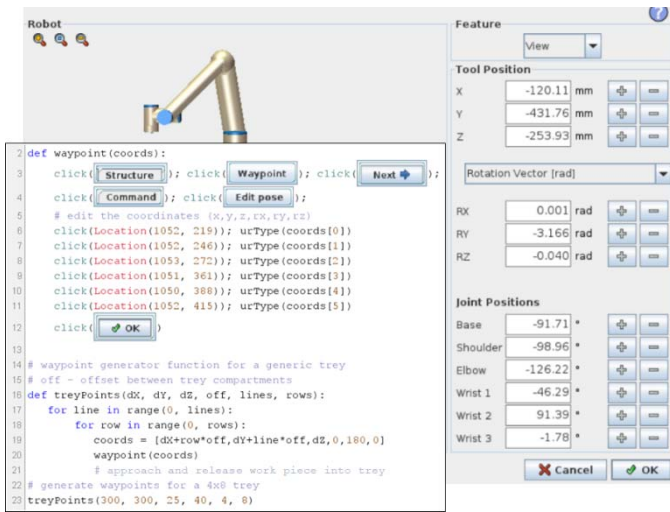 Robot
Feature
View
Tool Position
X -120.11 mm
Y -431.76 mm
Z -253.93 mm
Rotation Vector [rad]
RX 0.001 rad
RY -3.166 rad
RZ -0.040 rad
Joint Positions
Base -91.71 °
Shoulder -98.96 °
Elbow -126.22 °
Wrist 1 -46.29 °
Wrist 2 91.39 °
Wrist 3 -1.78 °
Cancel OK
2 def waypoint(coords):
3 click( Structure ); click( Waypoint ); click( Next );
4 click( Command ); click( Edit pose );
5 # edit the coordinates (x,y,z,rx,ry,rz)
6 click(Location(1052, 219)); urType(coords[0])
7 click(Location(1052, 246)); urType(coords[1])
8 click(Location(1053, 272)); urType(coords[2])
9 click(Location(1051, 361)); urType(coords[3])
10 click(Location(1050, 388)); urType(coords[4])
11 click(Location(1052, 415)); urType(coords[5])
12 click( OK )
13
14 # waypoint generator function for a generic trey
15 # off - offset between trey compartments
16 def treyPoints(dX, dY, dZ, off, lines, rows):
17 for line in range(0, lines):
18 for row in range(0, rows):
19 coords = [dX+row*off,dY+line*off,dZ,0,180,0]
20 waypoint(coords)
21 # approach and release work piece into trey
22 # generate waypoints for a 4x8 trey
23 treyPoints(300, 300, 25, 40, 4, 8)